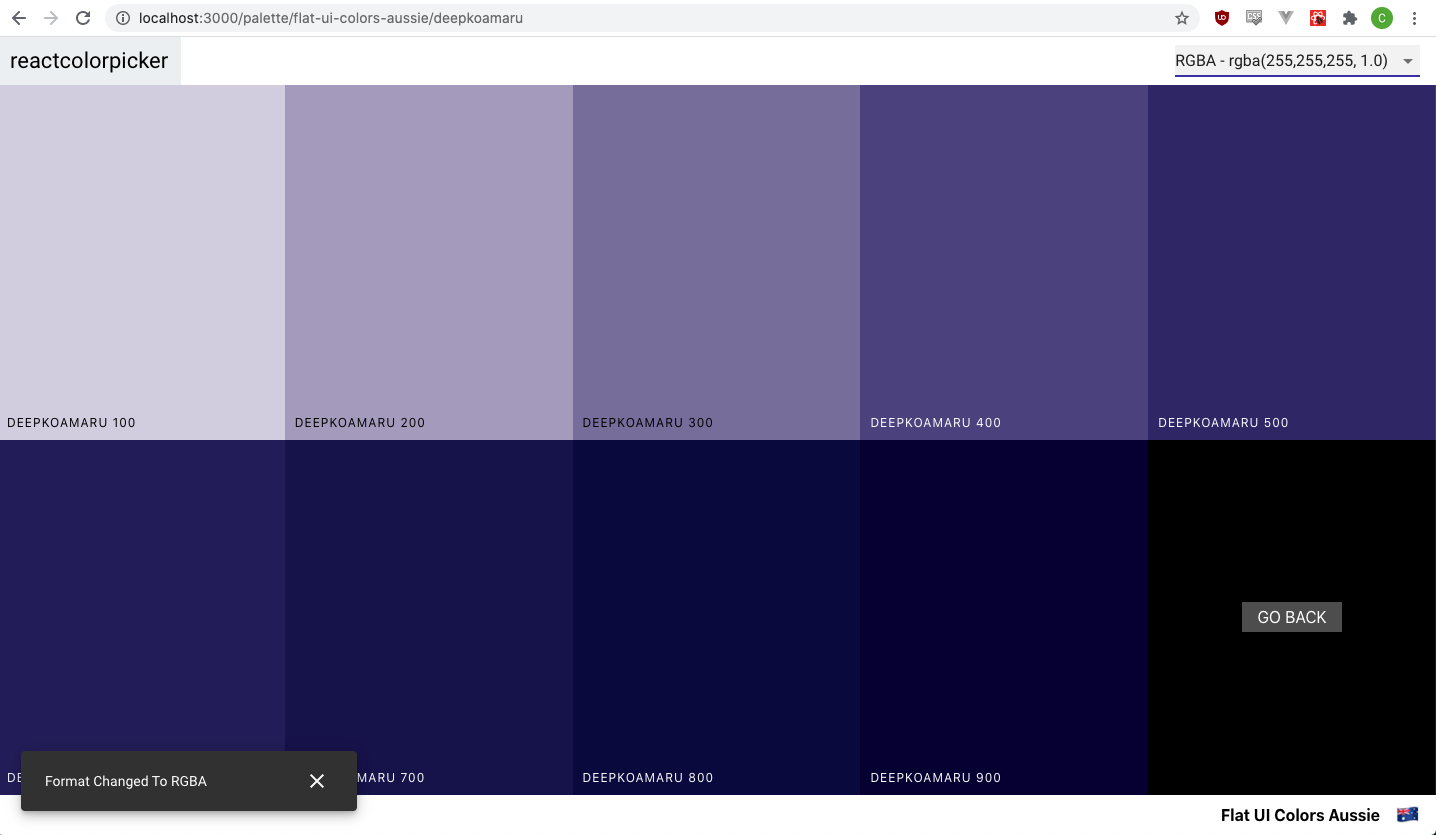 localhost:3000/palette/flat-ui-colors-aussie/deepkoamaru
UD
CSS
C
reactcolorpicker
RGBA - rgba(255,255,255, 1.0)
DEEPKOAMARU 100
DEEPKOAMARU 200
DEEPKOAMARU 300
DEEPKOAMARU 400
DEEPKOAMARU 500
GO BACK
DE
MARU 700
DEEPKOAMARU 800
DEEPKOAMARU 900
Format Changed To RGBA
Flat UI Colors Aussie